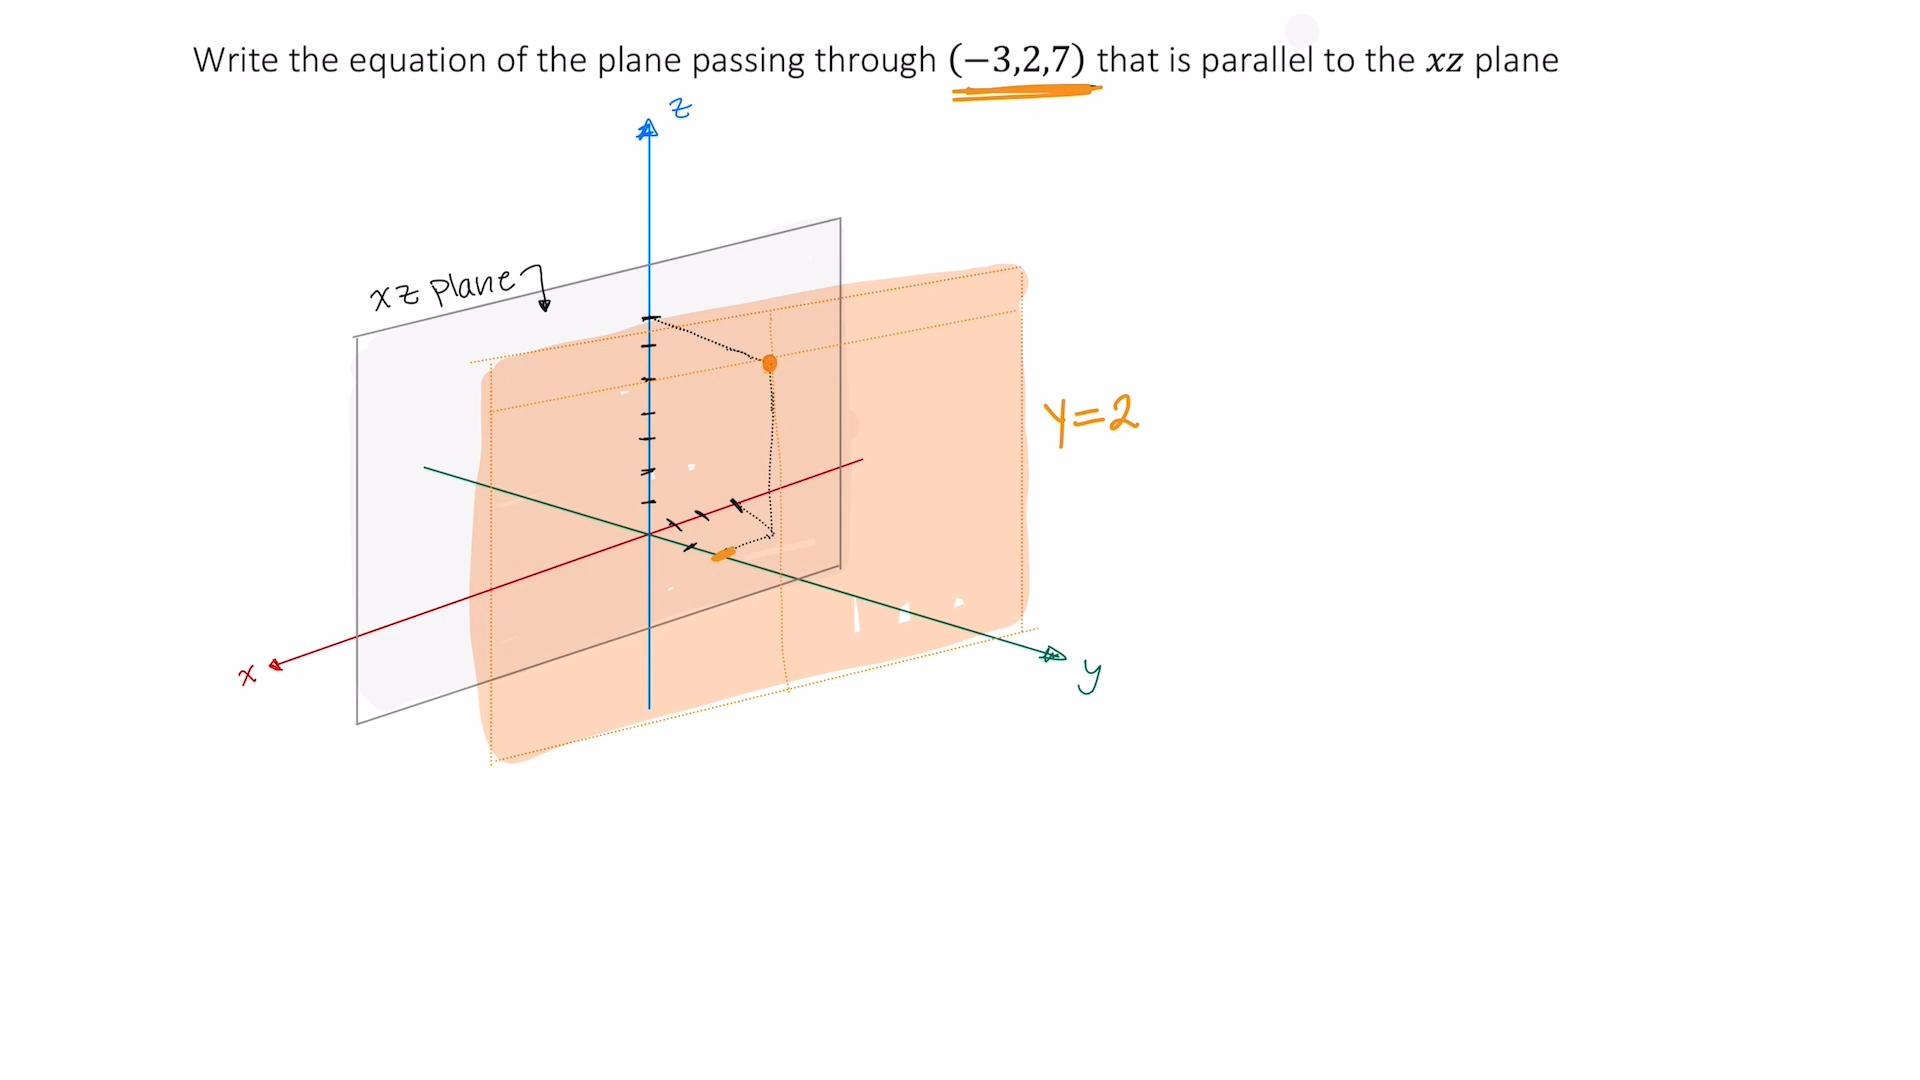 Write the equation of the plane passing through (−3,2,7) that is parallel to the xz plane
z
xz plane
y=2
x
y